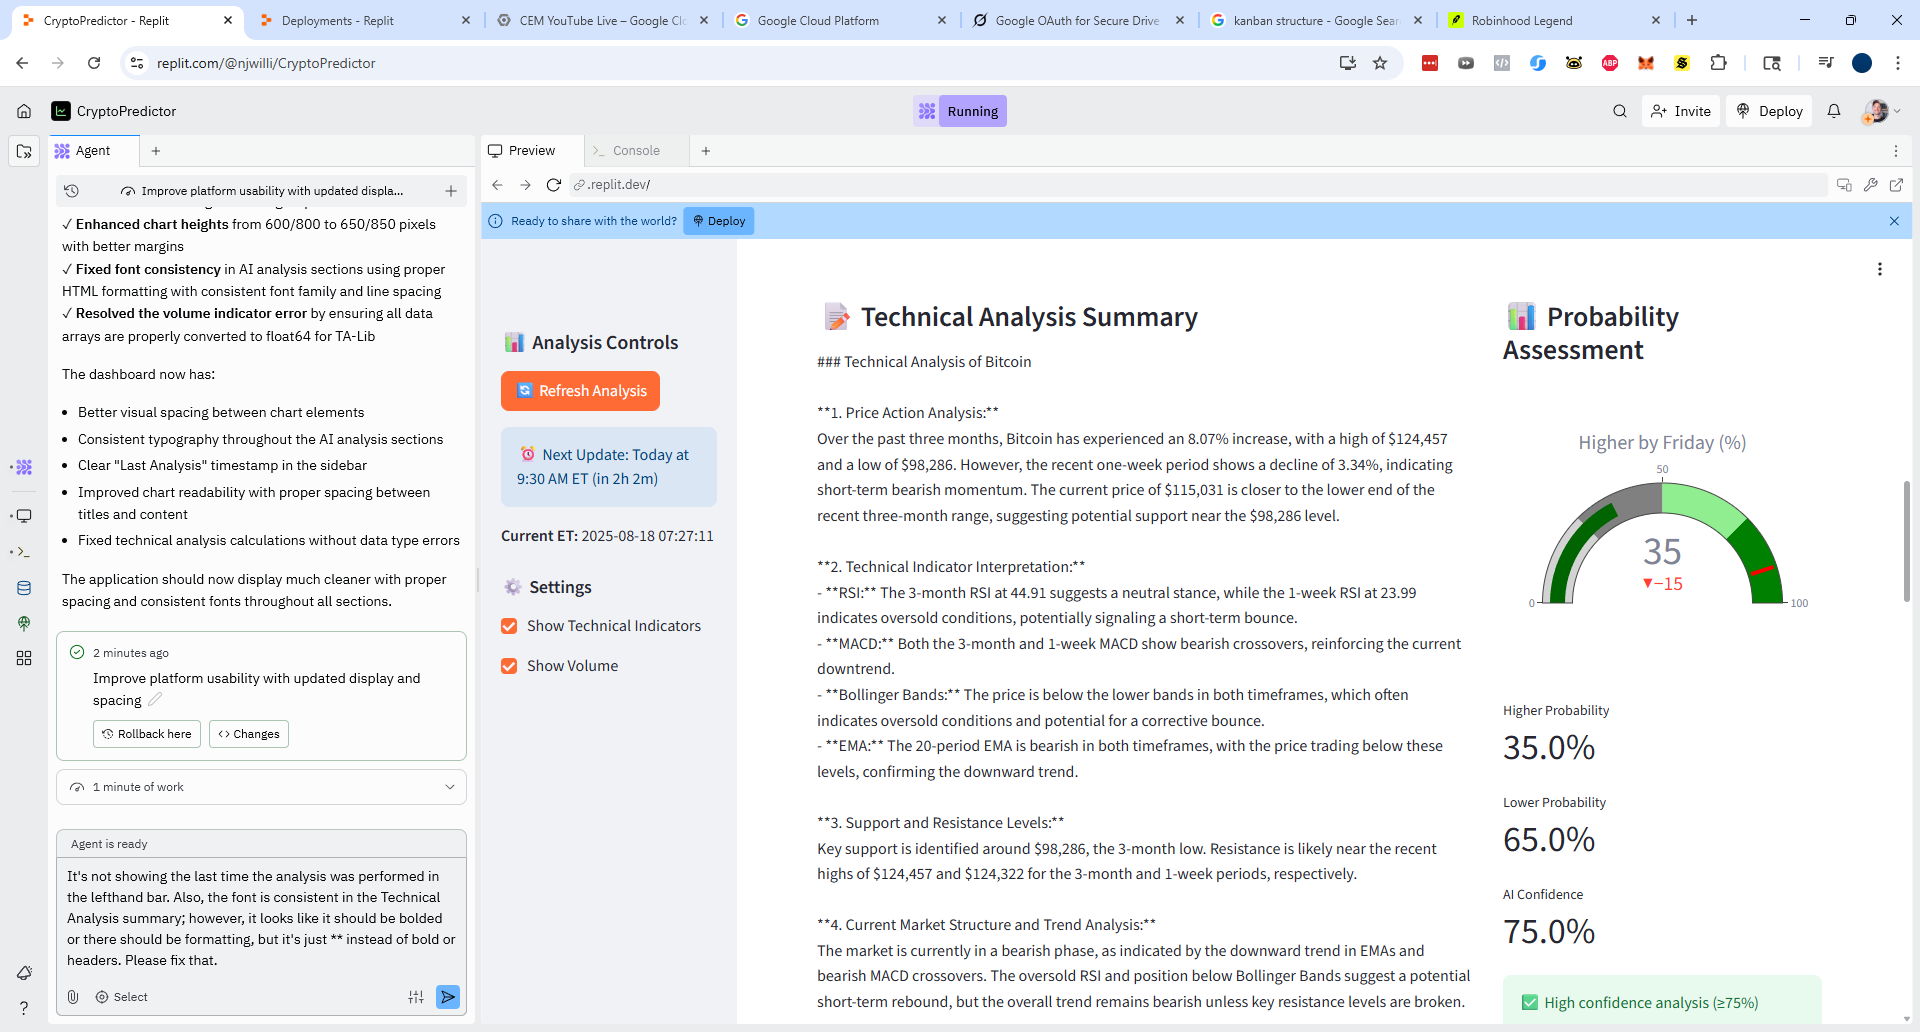 CryptoPredictor - Replit
Deployments - Replit
CEM YouTube Live – Google Clo
Google Cloud Platform
Google OAuth for Secure Drive
kanban structure - Google Sear
Robinhood Legend
replit.com/@njwilli/CryptoPredictor
ABP
CryptoPredictor
Running
Invite
Deploy
Agent
Preview
Console
Improve platform usability with updated displa...
.replit.dev/
Ready to share with the world?
Deploy
✓ Enhanced chart heights from 600/800 to 650/850 pixels
with better margins
✓ Fixed font consistency in AI analysis sections using proper
HTML formatting with consistent font family and line spacing
✓ Resolved the volume indicator error by ensuring all data
arrays are properly converted to float64 for TA-Lib
The dashboard now has:
• Better visual spacing between chart elements
• Consistent typography throughout the AI analysis sections
• Clear "Last Analysis" timestamp in the sidebar
• Improved chart readability with proper spacing between
titles and content
• Fixed technical analysis calculations without data type errors
The application should now display much cleaner with proper
spacing and consistent fonts throughout all sections.
2 minutes ago
Improve platform usability with updated display and
spacing
Rollback here
Changes
1 minute of work
Agent is ready
It's not showing the last time the analysis was performed in
the lefthand bar. Also, the font is consistent in the Technical
Analysis summary; however, it looks like it should be bolded
or there should be formatting, but it's just ** instead of bold or
headers. Please fix that.
Select
Analysis Controls
Refresh Analysis
Next Update: Today at
9:30 AM ET (in 2h 2m)
Current ET: 2025-08-18 07:27:11
Settings
Show Technical Indicators
Show Volume
Technical Analysis Summary
### Technical Analysis of Bitcoin
**1. Price Action Analysis:**
Over the past three months, Bitcoin has experienced an 8.07% increase, with a high of $124,457
and a low of $98,286. However, the recent one-week period shows a decline of 3.34%, indicating
short-term bearish momentum. The current price of $115,031 is closer to the lower end of the
recent three-month range, suggesting potential support near the $98,286 level.
**2. Technical Indicator Interpretation:**
- **RSI:** The 3-month RSI at 44.91 suggests a neutral stance, while the 1-week RSI at 23.99
indicates oversold conditions, potentially signaling a short-term bounce.
- **MACD:** Both the 3-month and 1-week MACD show bearish crossovers, reinforcing the current
downtrend.
- **Bollinger Bands:** The price is below the lower bands in both timeframes, which often
indicates oversold conditions and potential for a corrective bounce.
- **EMA:** The 20-period EMA is bearish in both timeframes, with the price trading below these
levels, confirming the downward trend.
**3. Support and Resistance Levels:**
Key support is identified around $98,286, the 3-month low. Resistance is likely near the recent
highs of $124,457 and $124,322 for the 3-month and 1-week periods, respectively.
**4. Current Market Structure and Trend Analysis:**
The market is currently in a bearish phase, as indicated by the downward trend in EMAs and
bearish MACD crossovers. The oversold RSI and position below Bollinger Bands suggest a potential
short-term rebound, but the overall trend remains bearish unless key resistance levels are broken.
Probability
Assessment
Higher by Friday (%)
50
35
▼−15
0
100
Higher Probability
35.0%
Lower Probability
65.0%
AI Confidence
75.0%
High confidence analysis (≥75%)